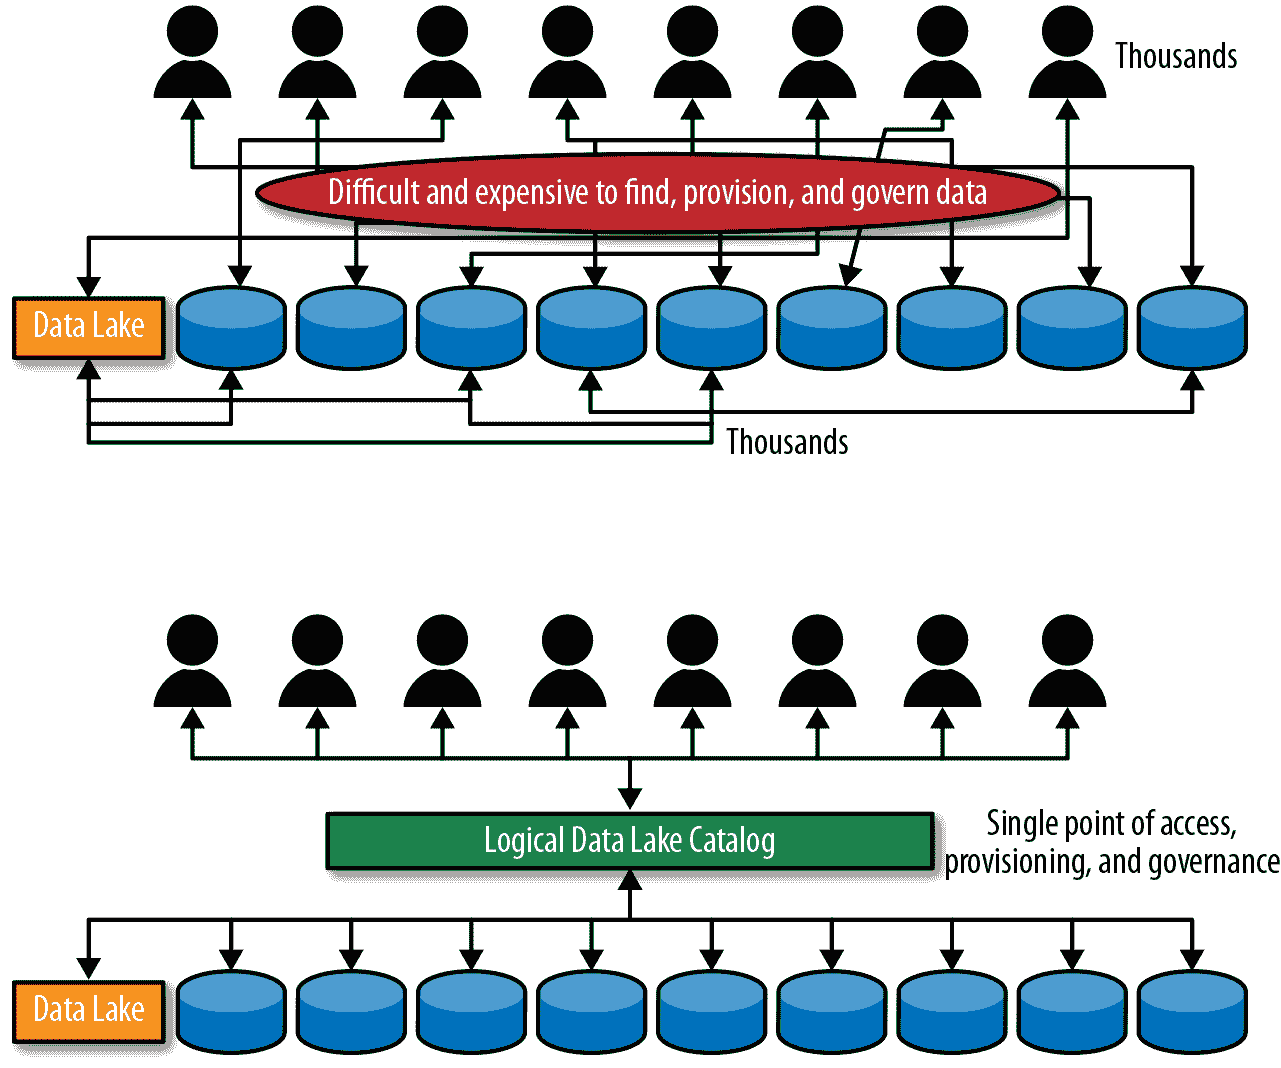 Thousands
Difficult and expensive to find, provision, and govern data
Data Lake
Thousands
Logical Data Lake Catalog
Single point of access,
provisioning, and governance
Data Lake